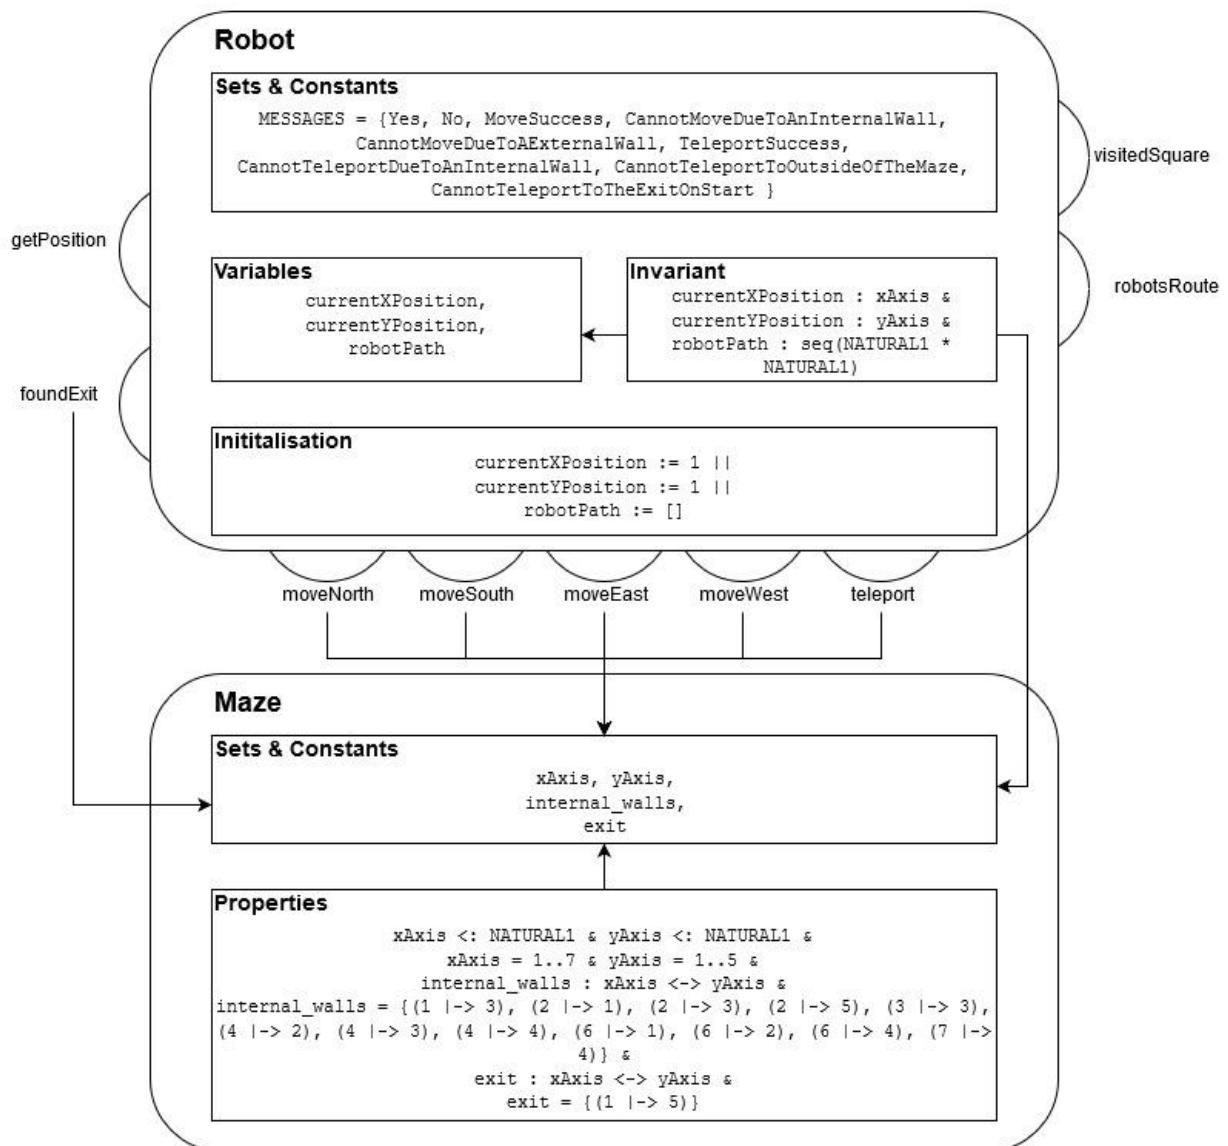 Robot
Sets & Constants
MESSAGES = {Yes, No, MoveSuccess, CannotMoveDueToAnInternalWall,
CannotMoveDueToAExternalWall, TeleportSuccess,
CannotTeleportDueToAnInternalWall, CannotTeleportToOutsideOfTheMaze,
CannotTeleportToTheExitOnStart }
visitedSquare
getPosition
Variables
currentXPosition,
currentYPosition,
robotPath
Invariant
currentXPosition : xAxis &
currentYPosition : yAxis &
robotPath : seq(NATURAL1 *
NATURAL1)
robotsRoute
foundExit
Inititalisation
currentXPosition := 1 ||
currentYPosition := 1 ||
robotPath := []
moveNorth
moveSouth
moveEast
moveWest
teleport
Maze
Sets & Constants
xAxis, yAxis,
internal_walls,
exit
Properties
xAxis <: NATURAL1 & yAxis <: NATURAL1 &
xAxis = 1..7 & yAxis = 1..5 &
internal_walls : xAxis <-> yAxis &
internal_walls = {(1 |-> 3), (2 |-> 1), (2 |-> 3), (2 |-> 5), (3 |-> 3),
(4 |-> 2), (4 |-> 3), (4 |-> 4), (6 |-> 1), (6 |-> 2), (6 |-> 4), (7 |->
4)} &
exit : xAxis <-> yAxis &
exit = {(1 |-> 5)}